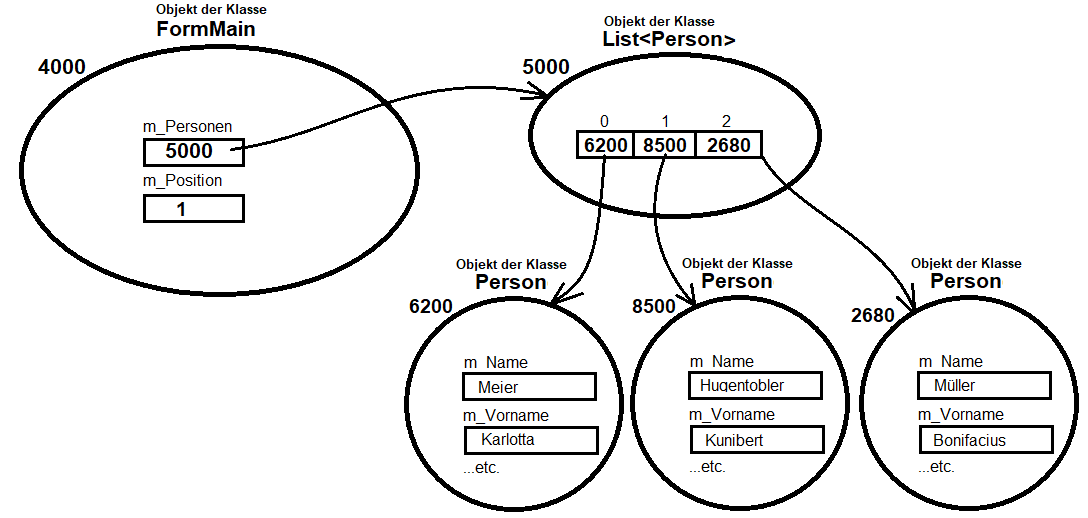 Objekt der Klasse
FormMain
4000
m_Personen
5000
m_Position
1
Objekt der Klasse
List<Person>
5000
0 1 2
6200 8500 2680
Objekt der Klasse
Person
6200
m_Name
Meier
m_Vorname
Karlotta
...etc.
Objekt der Klasse
Person
8500
m_Name
Hugentobler
m_Vorname
Kunibert
...etc.
Objekt der Klasse
Person
2680
m_Name
Müller
m_Vorname
Bonifacius
...etc.